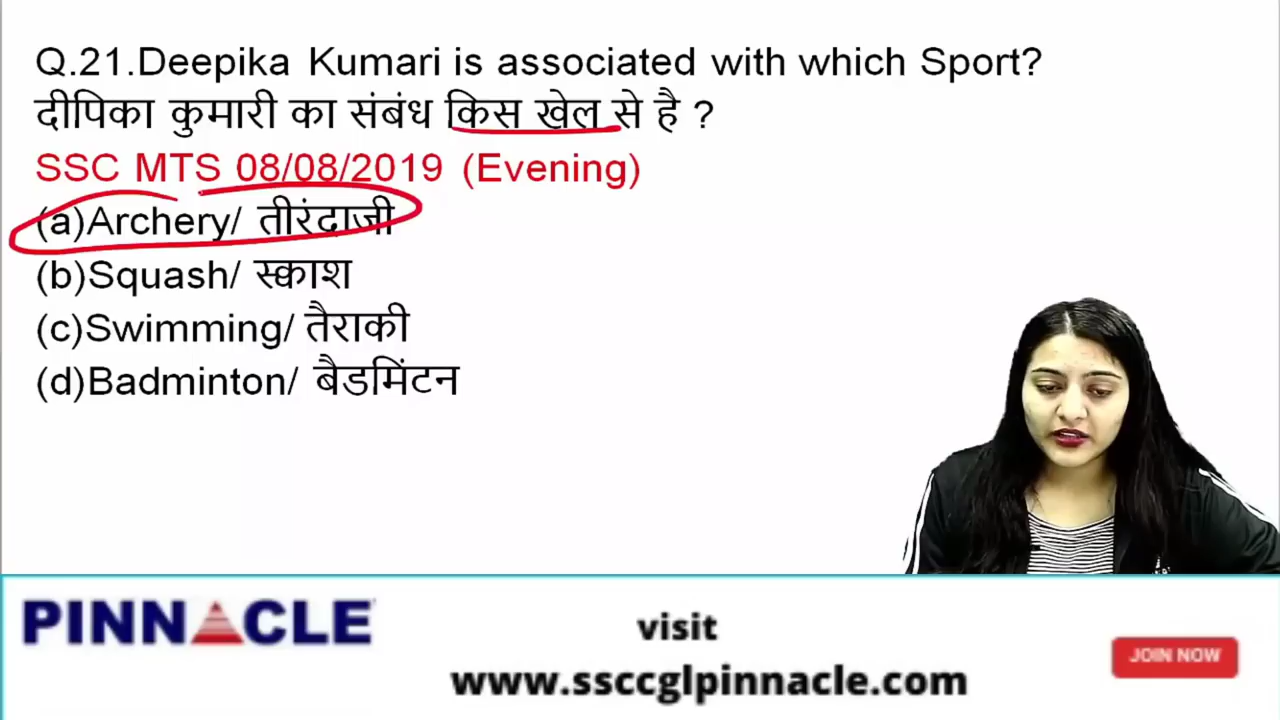 Q.21.Deepika Kumari is associated with which Sport?
दीपिका कुमारी का संबंध किस खेल से है ?
SSC MTS 08/08/2019 (Evening)
(a)Archery/ तीरंदाजी
(b)Squash/ स्क्वाश
(c)Swimming/ तैराकी
(d)Badminton/ बैडमिंटन
PINNACLE
visit
www.ssccglpinnacle.com
JOIN NOW